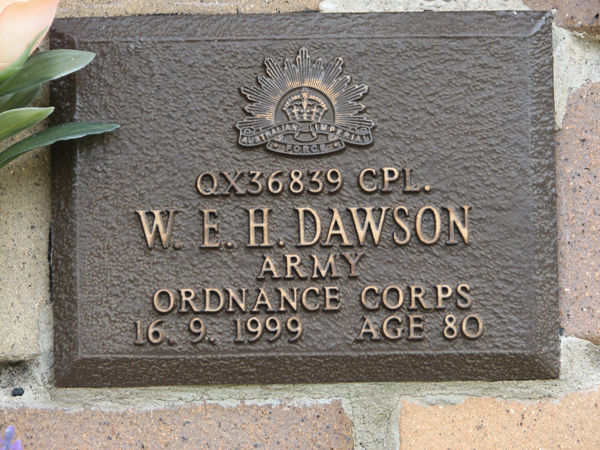 AUSTRALIAN IMPERIAL
FORCE
QX36839 CPL.
W. E. H. DAWSON
ARMY
ORDNANCE CORPS
16. 9. 1999 AGE 80